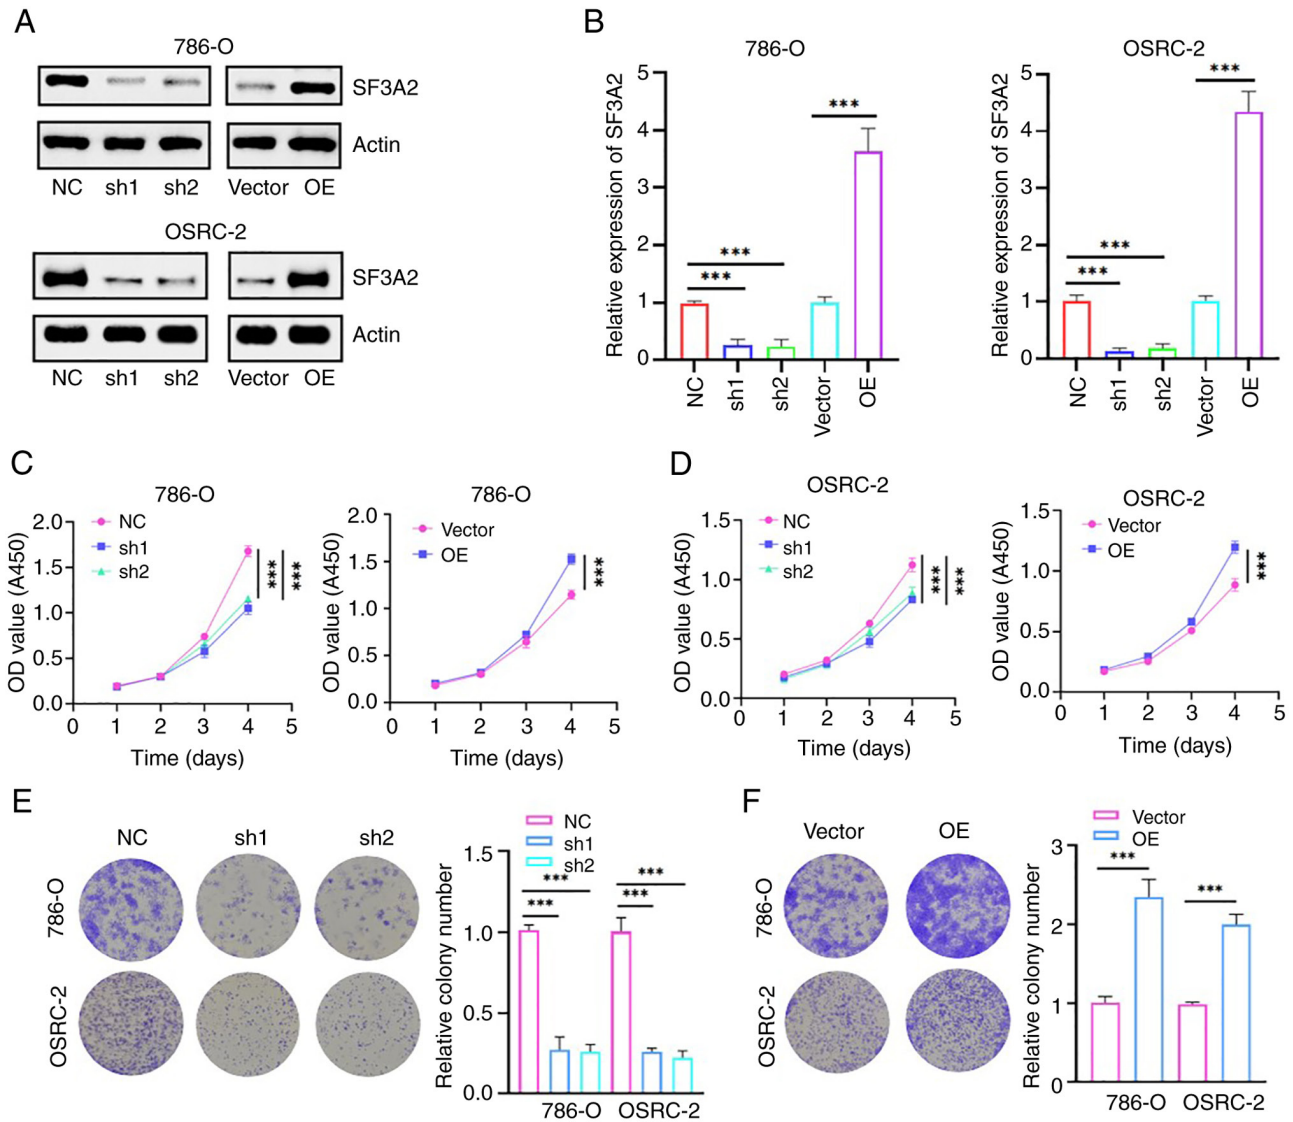 A
786-O
SF3A2
Actin
NC sh1 sh2 Vector OE
OSRC-2
SF3A2
Actin
NC sh1 sh2 Vector OE
B
786-O
Relative expression of SF3A2
5
4
3
2
1
0
***
***
***
NC sh1 sh2 Vector OE
OSRC-2
Relative expression of SF3A2
5
4
3
2
1
0
***
***
***
NC sh1 sh2 Vector OE
C
786-O
OD value (A450)
2.0
1.5
1.0
0.5
0.0
NC
sh1
sh2
***
***
0 1 2 3 4 5
Time (days)
786-O
OD value (A450)
2.0
1.5
1.0
0.5
0.0
Vector
OE
***
0 1 2 3 4 5
Time (days)
D
OSRC-2
OD value (A450)
1.5
1.0
0.5
0.0
NC
sh1
sh2
***
***
0 1 2 3 4 5
Time (days)
OSRC-2
OD value (A450)
1.5
1.0
0.5
0.0
Vector
OE
***
0 1 2 3 4 5
Time (days)
E
NC sh1 sh2
786-O
OSRC-2
NC
sh1
sh2
Relative colony number
1.5
1.0
0.5
0.0
***
***
***
***
786-O OSRC-2
F
Vector OE
786-O
OSRC-2
Vector
OE
Relative colony number
3
2
1
0
***
***
786-O OSRC-2